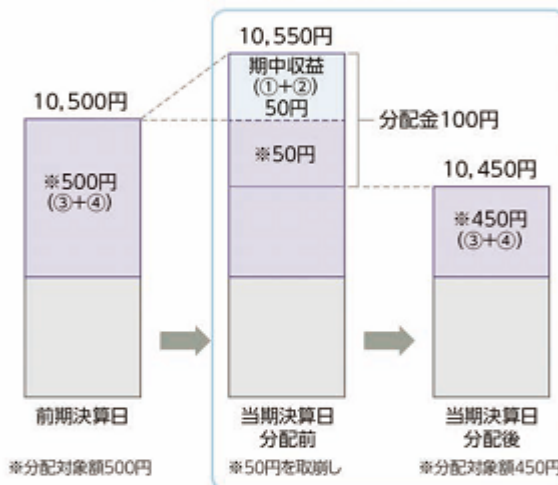 10,550円
期中収益
(①+②)
50円
10,500円
分配金100円
※50円
※500円
(③+④)
10,450円
※450円
(③+④)
前期決算日
当期決算日
分配前
当期決算日
分配後
※分配対象額500円
※50円を取崩し
※分配対象額450円